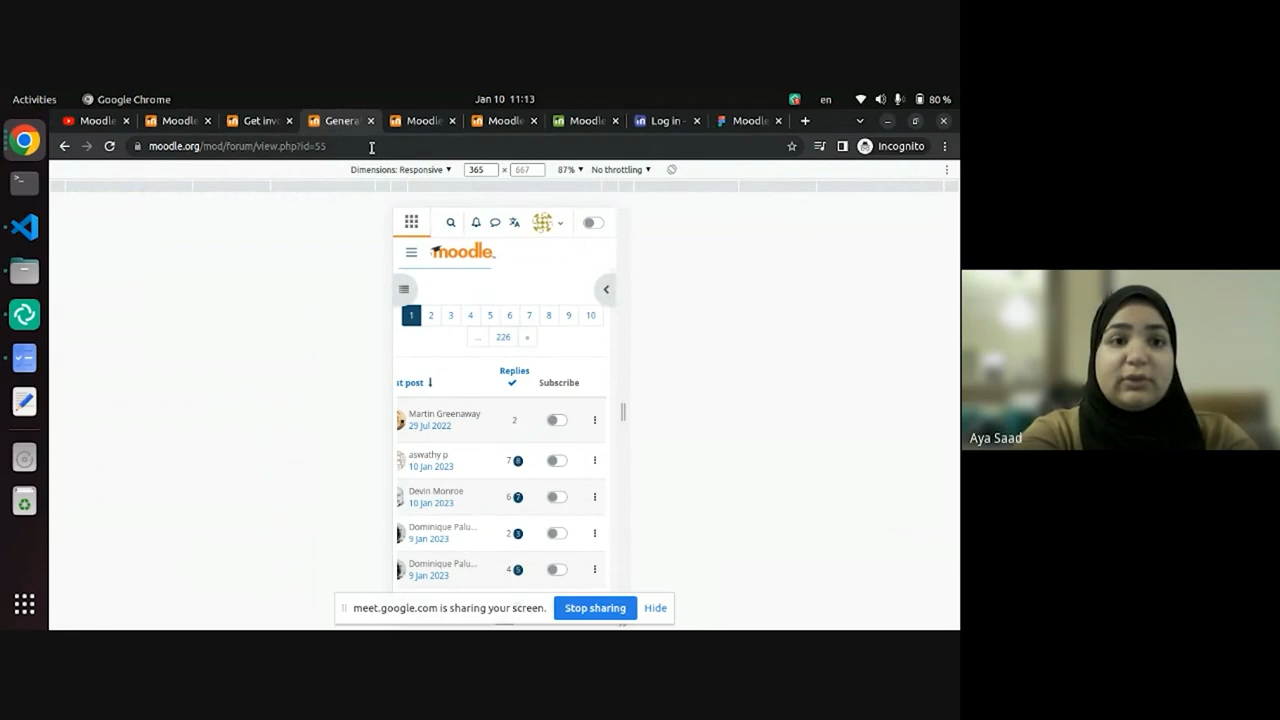 Activities
Google Chrome
Jan 10 11:13
en
80 %
Moodle
Moodle
Get invo
General
Moodle
Moodle
Moodle
Log in -
Moodle
moodle.org/mod/forum/view.php?id=55
Incognito
Dimensions: Responsive
365
×
667
87%
No throttling
moodle
1
2
3
4
5
6
7
8
9
10
...
226
»
st post ↓
Replies
Subscribe
Martin Greenaway
29 Jul 2022
2
aswathy p
10 Jan 2023
7
Devin Monroe
10 Jan 2023
6 7
Dominique Palu...
9 Jan 2023
2
Dominique Palu...
9 Jan 2023
4
meet.google.com is sharing your screen.
Stop sharing
Hide
Aya Saad